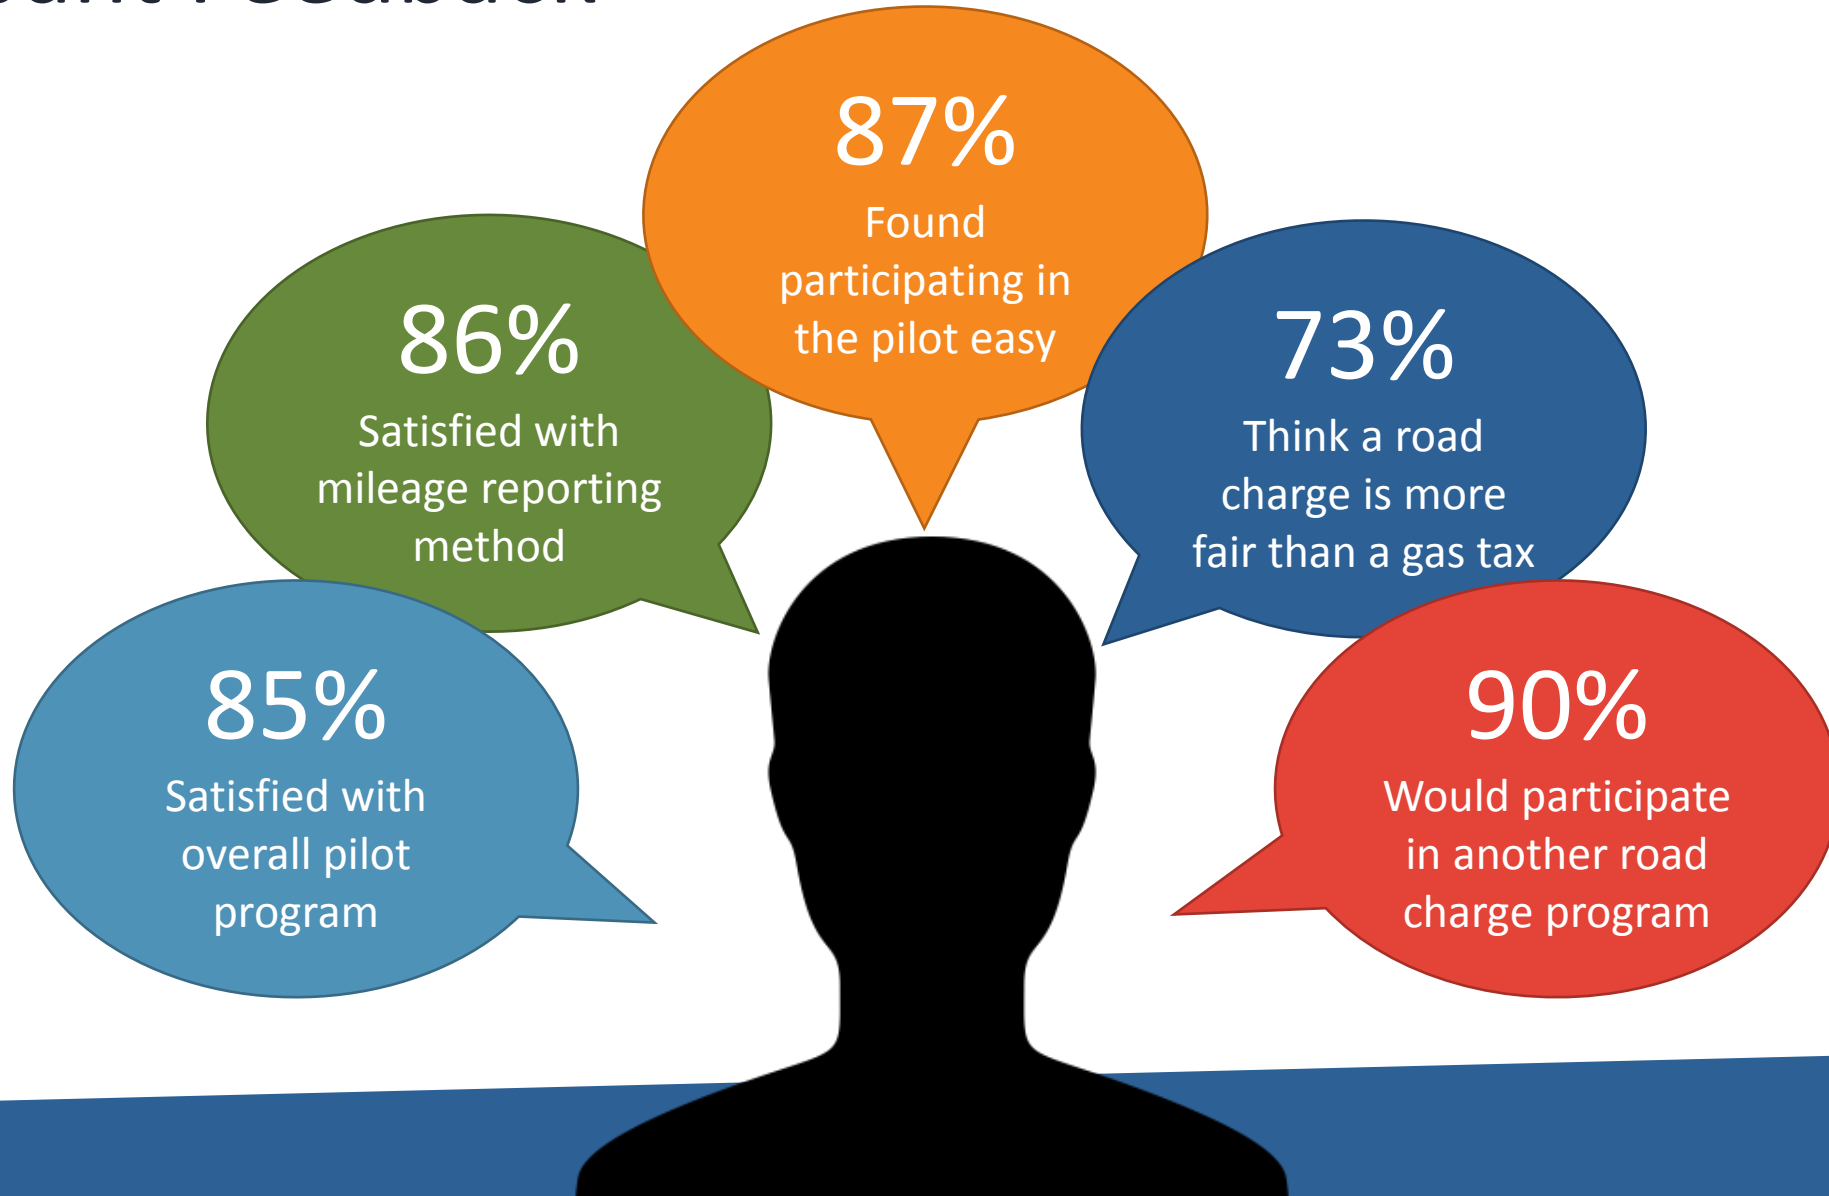 Feedback
87%
Found
participating in
the pilot easy
86%
Satisfied with
mileage reporting
method
73%
Think a road
charge is more
fair than a gas tax
85%
Satisfied with
overall pilot
program
90%
Would participate
in another road
charge program